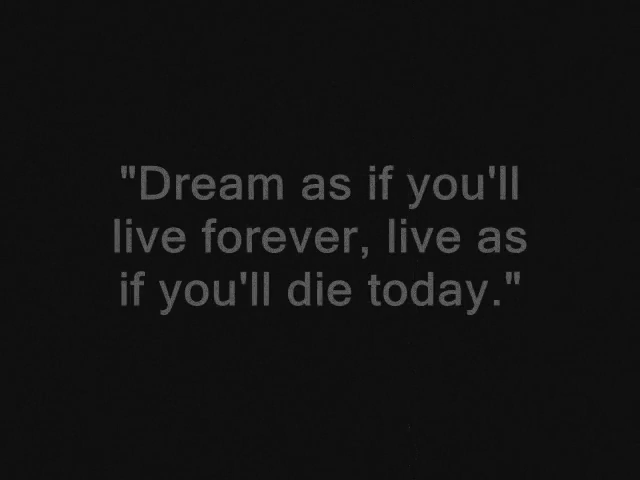 "Dream as if you'll
live forever, live as
if you'll die today."